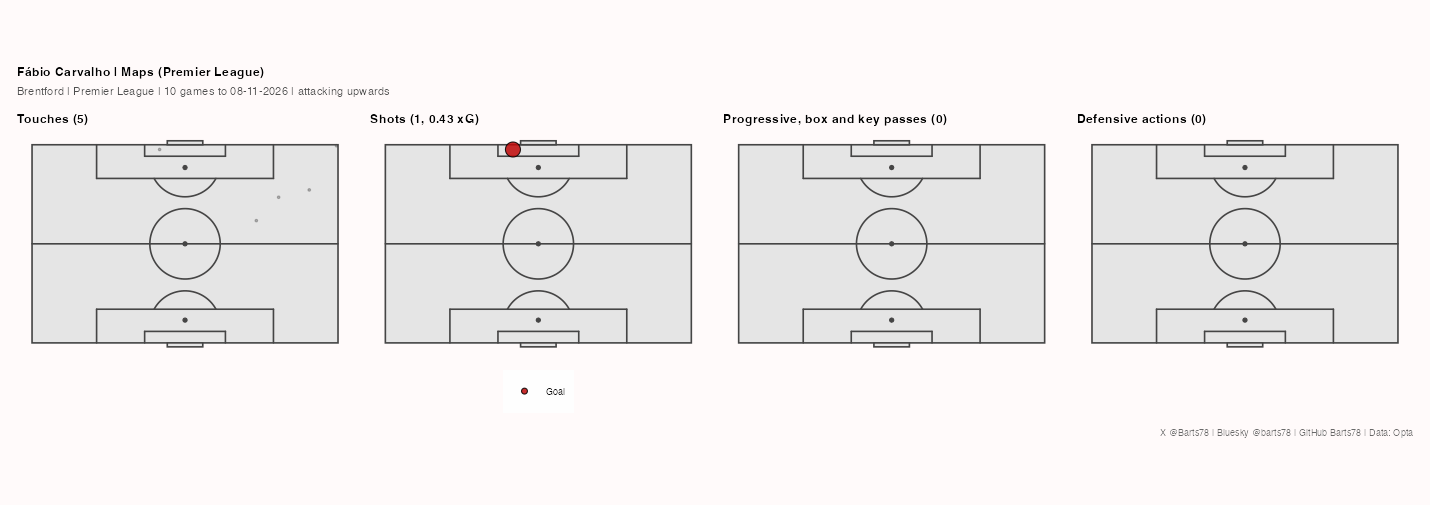 Fábio Carvalho | Maps (Premier League)
Brentford | Premier League | 10 games to 08-11-2026 | attacking upwards
Touches (5)
Shots (1, 0.43 xG)
Progressive, box and key passes (0)
Defensive actions (0)
Goal
X @Barts78 | Bluesky @barts78 | GitHub Barts78 | Data: Opta